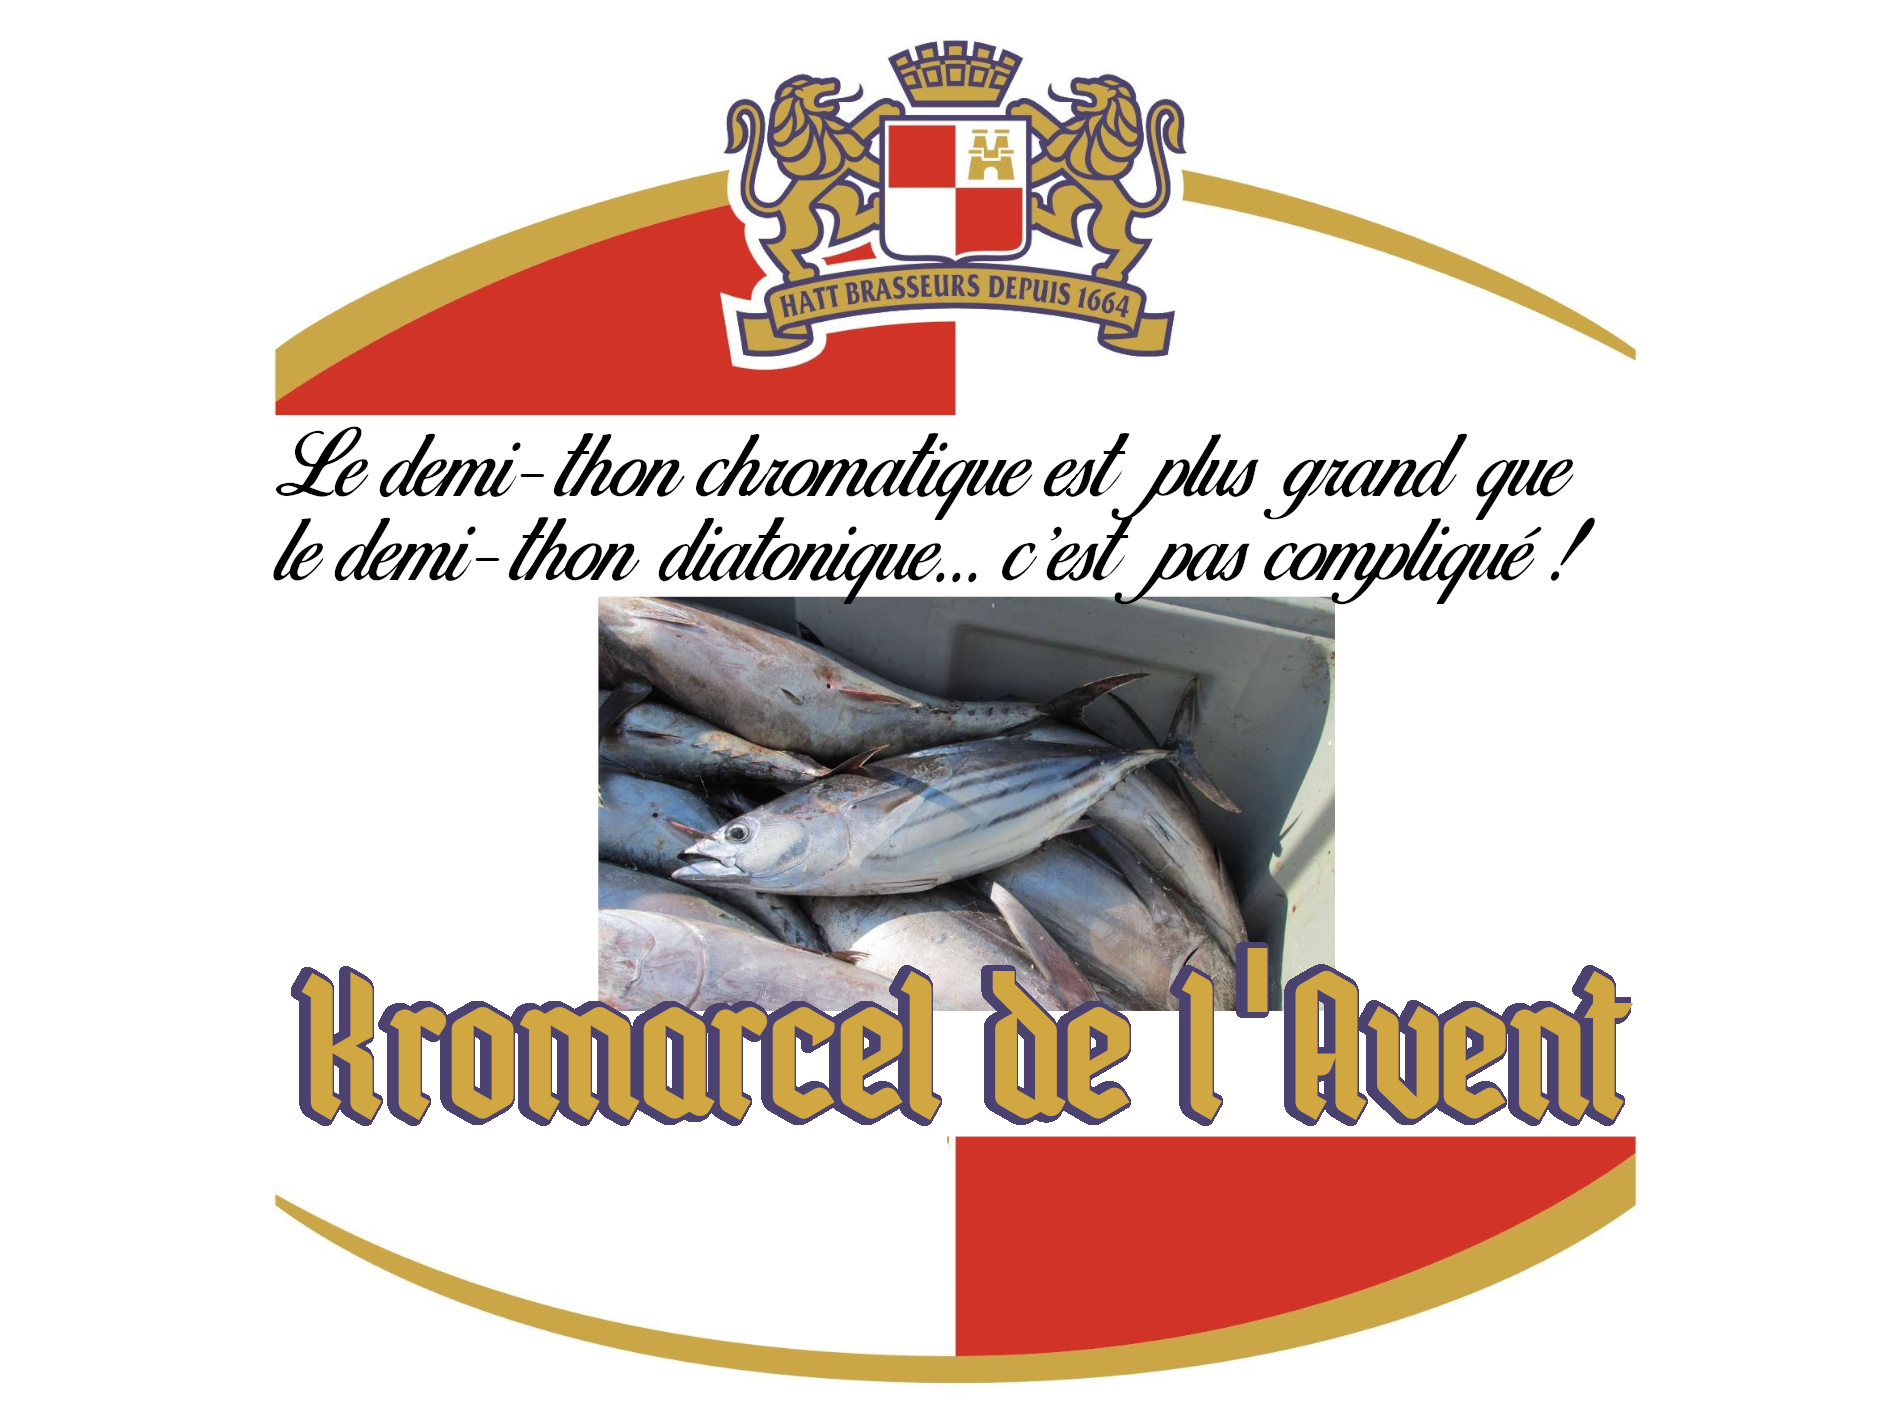 HATT BRASSEURS DEPUIS 1664
Le demi-thon chromatique est plus grand que
le demi-thon diatonique... c'est pas compliqué !
Kromarcel de l'Avent